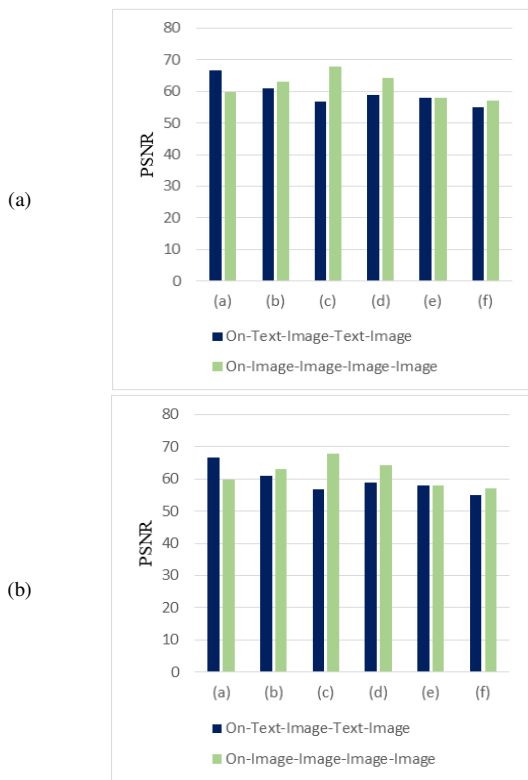 (a)
PSNR
80
70
60
50
40
30
20
10
0
(a) (b) (c) (d) (e) (f)
On-Text-Image-Text-Image
On-Image-Image-Image-Image
(b)
PSNR
80
70
60
50
40
30
20
10
0
(a) (b) (c) (d) (e) (f)
On-Text-Image-Text-Image
On-Image-Image-Image-Image